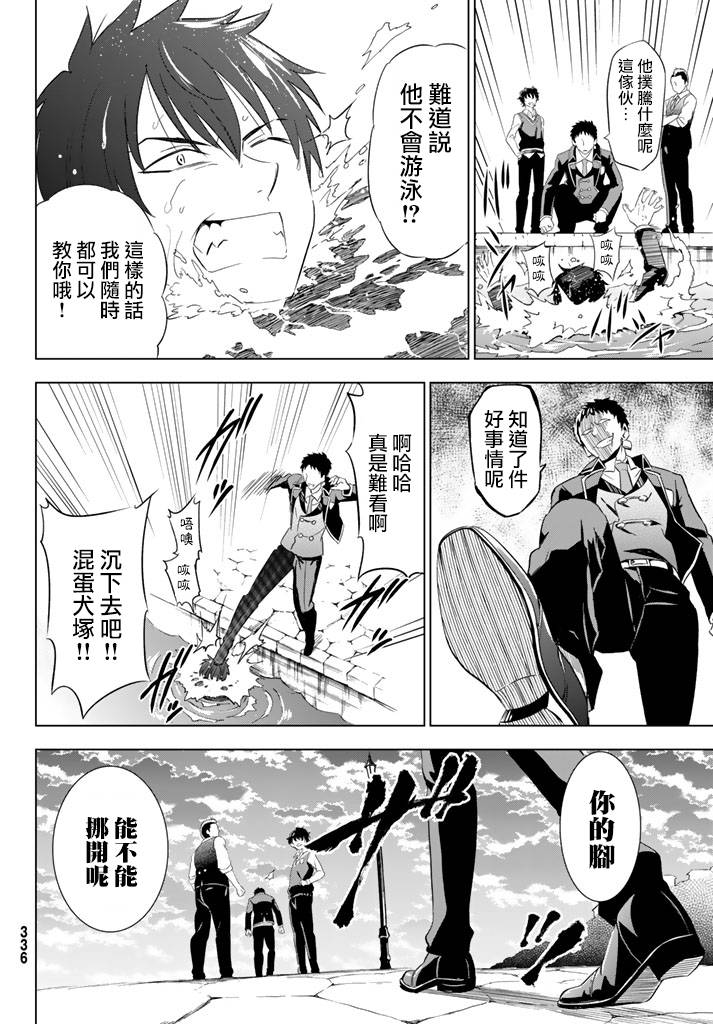 他撲騰什麼呢
這傢伙…
咳咳
咳咳
難道說
他不會游泳!?
這樣的話
我們隨時
都可以
教你哦！
知道了件
好事情呢
啊哈哈
真是難看啊
唔噢
咳咳
沉下去吧!!
混蛋犬塚!!
你的腳
能不能
挪開呢
336